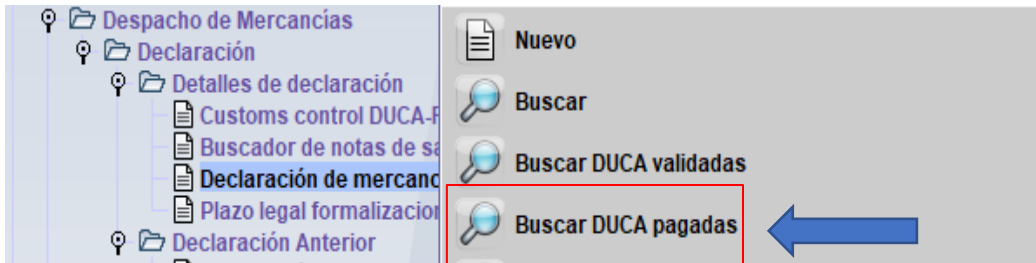 Despacho de Mercancías
Declaración
Detalles de declaración
Customs control DUCA-F
Buscador de notas de sa
Declaración de mercanc
Plazo legal formalizacion
Declaración Anterior
Nuevo
Buscar
Buscar DUCA validadas
Buscar DUCA pagadas